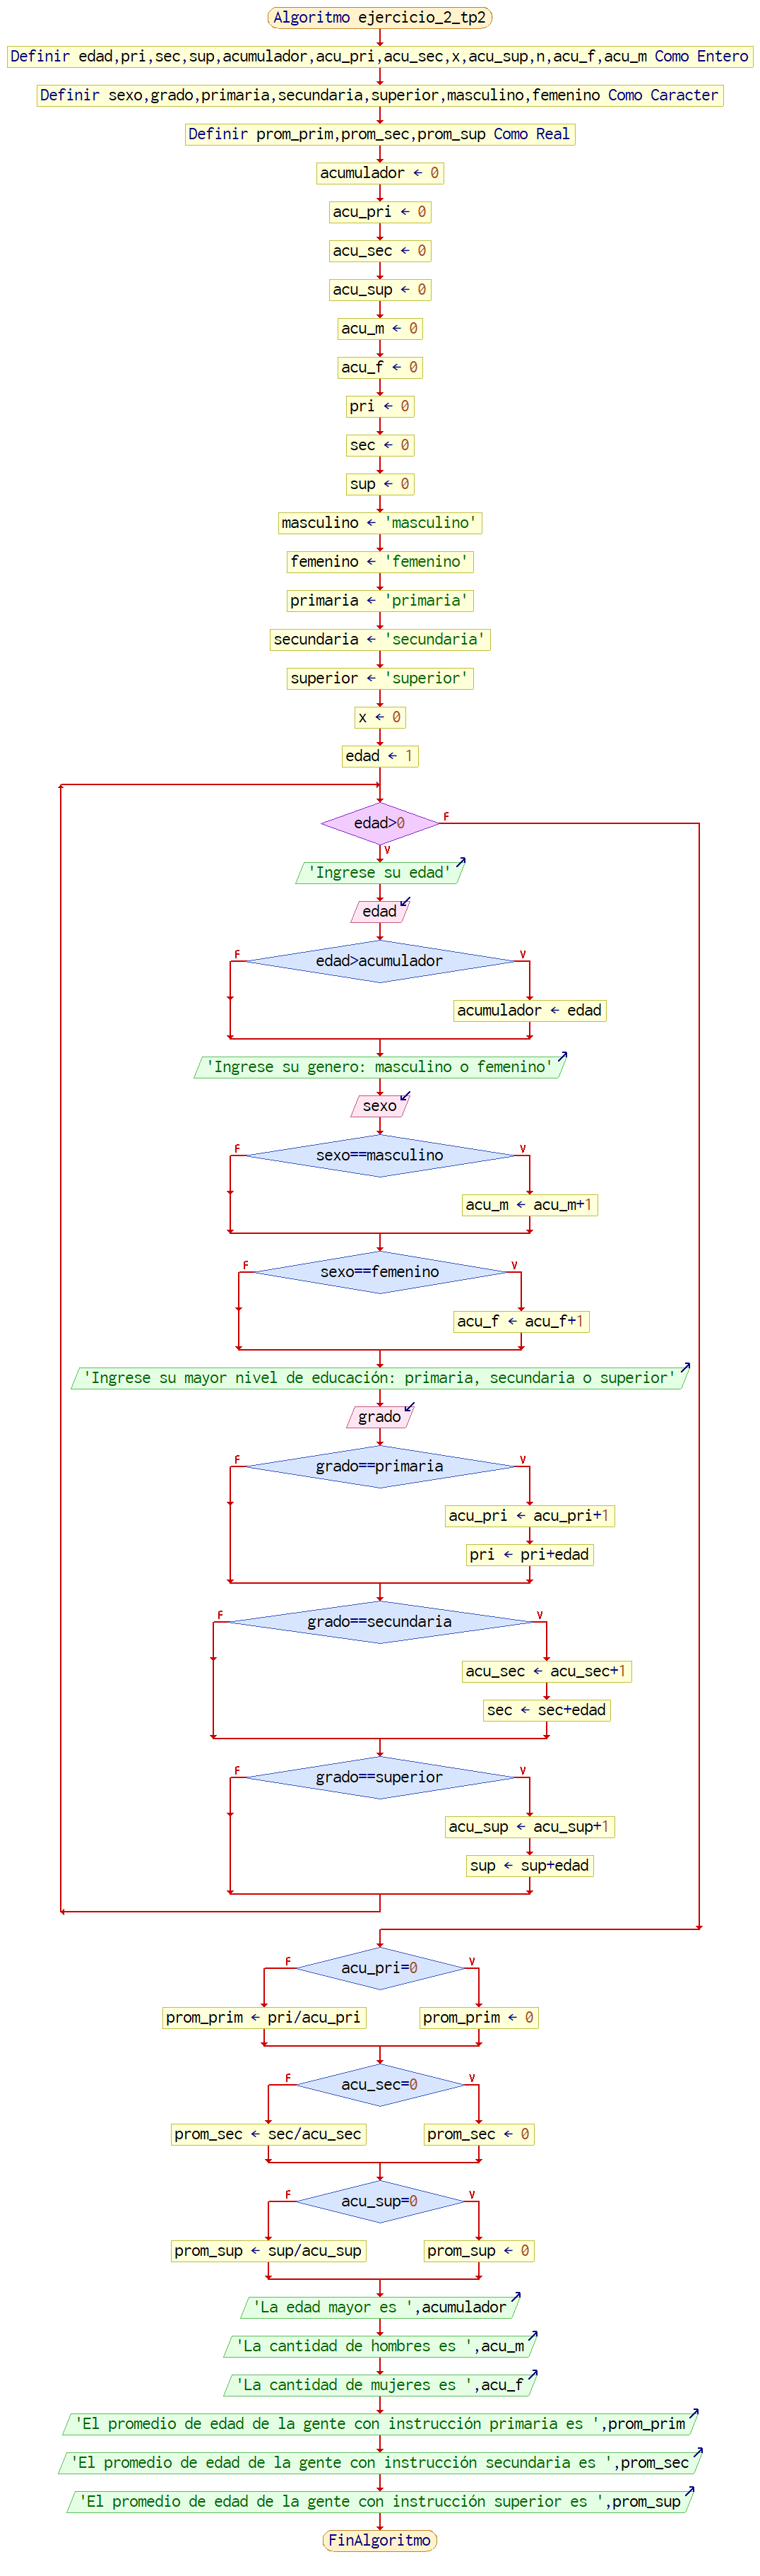 Algoritmo ejercicio_2_tp2
Definir edad,pri,sec,sup,acumulador,acu_pri,acu_sec,x,acu_sup,n,acu_f,acu_m Como Entero
Definir sexo,grado,primaria,secundaria,superior,masculino,femenino Como Caracter
Definir prom_prim,prom_sec,prom_sup Como Real
acumulador ← 0
acu_pri ← 0
acu_sec ← 0
acu_sup ← 0
acu_m ← 0
acu_f ← 0
pri ← 0
sec ← 0
sup ← 0
masculino ← 'masculino'
femenino ← 'femenino'
primaria ← 'primaria'
secundaria ← 'secundaria'
superior ← 'superior'
x ← 0
edad ← 1
edad>0
F
V
'Ingrese su edad'
edad
F
edad>acumulador
V
acumulador ← edad
'Ingrese su genero: masculino o femenino'
sexo
F
sexo==masculino
V
acu_m ← acu_m+1
F
sexo==femenino
V
acu_f ← acu_f+1
'Ingrese su mayor nivel de educación: primaria, secundaria o superior'
grado
F
grado==primaria
V
acu_pri ← acu_pri+1
pri ← pri+edad
F
grado==secundaria
V
acu_sec ← acu_sec+1
sec ← sec+edad
F
grado==superior
V
acu_sup ← acu_sup+1
sup ← sup+edad
F
acu_pri=0
V
prom_prim ← pri/acu_pri
prom_prim ← 0
F
acu_sec=0
V
prom_sec ← sec/acu_sec
prom_sec ← 0
F
acu_sup=0
V
prom_sup ← sup/acu_sup
prom_sup ← 0
'La edad mayor es ',acumulador
'La cantidad de hombres es ',acu_m
'La cantidad de mujeres es ',acu_f
'El promedio de edad de la gente con instrucción primaria es ',prom_prim
'El promedio de edad de la gente con instrucción secundaria es ',prom_sec
'El promedio de edad de la gente con instrucción superior es ',prom_sup
FinAlgoritmo